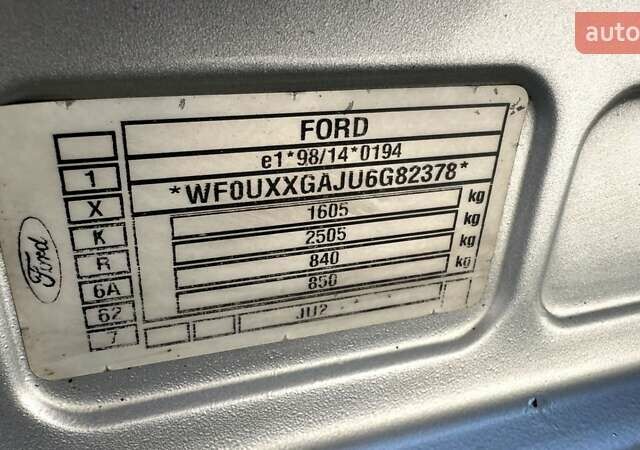 auto
FORD
e1*98/14*0194
1
*WF0UXXGAJU6G82378*
X
1605 kg
K
2505 kg
R
840 kg
6A
850 kg
62
7
JU2
Ford